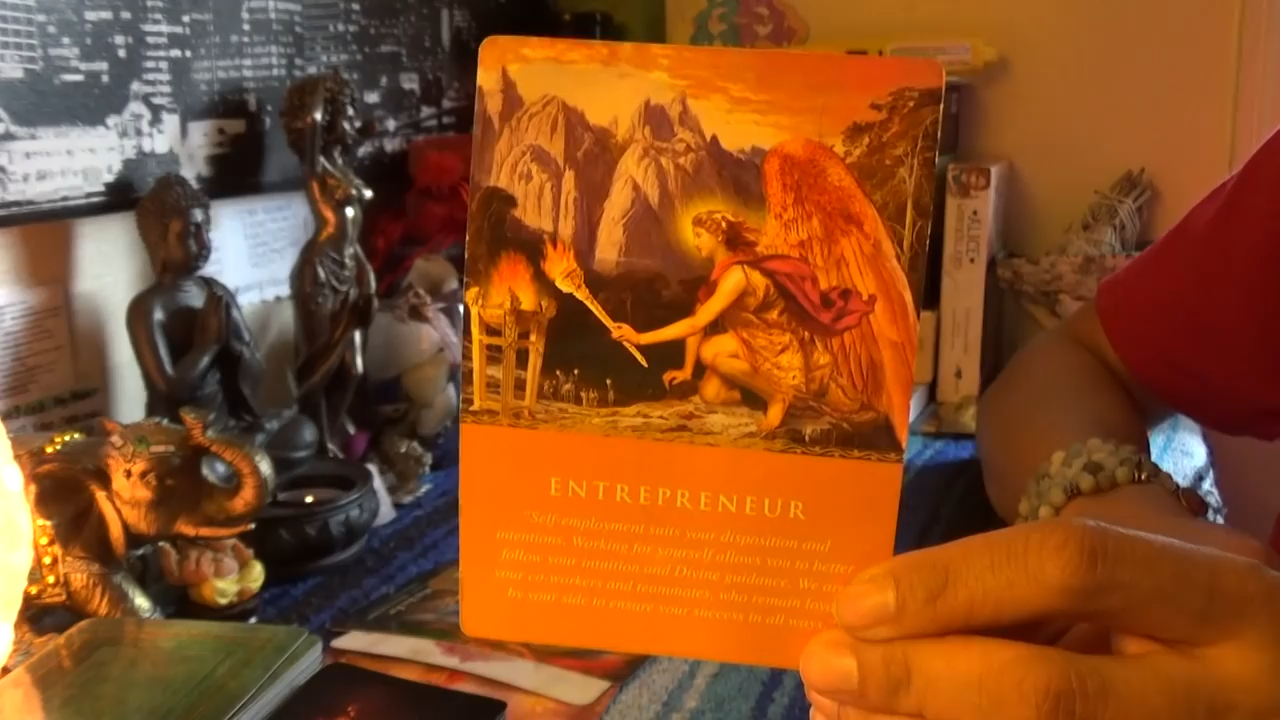 ENTREPRENEUR
"Self-employment suits your disposition and
intentions. Working for yourself allows you to better
follow your intuition and Divine guidance. We
your co-workers and teammates, who remain
by your side to ensure your success in all ways."
ALICE